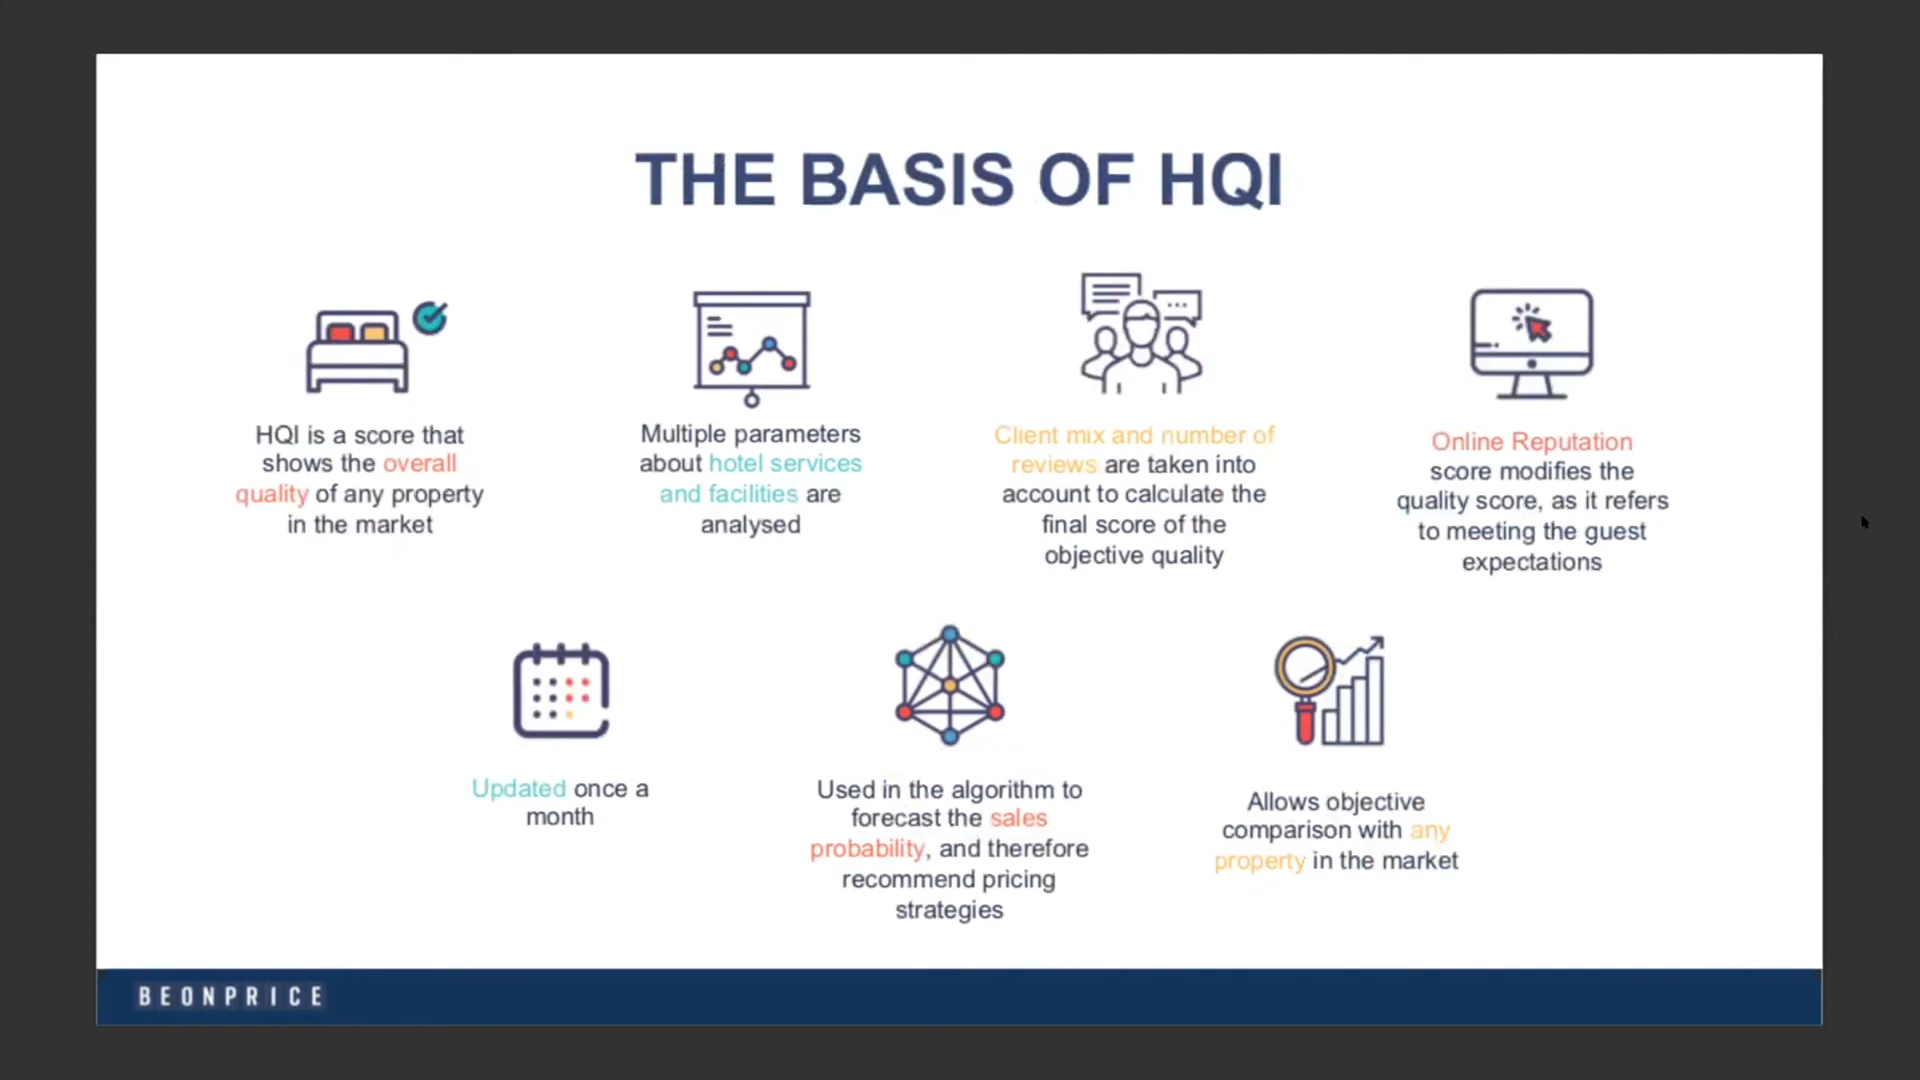 THE BASIS OF HQI
HQI is a score that
shows the overall
quality of any property
in the market
Multiple parameters
about hotel services
and facilities are
analysed
Client mix and number of
reviews are taken into
account to calculate the
final score of the
objective quality
Online Reputation
score modifies the
quality score, as it refers
to meeting the guest
expectations
Updated once a
month
Used in the algorithm to
forecast the sales
probability, and therefore
recommend pricing
strategies
Allows objective
comparison with any
property in the market
BEONPRICE